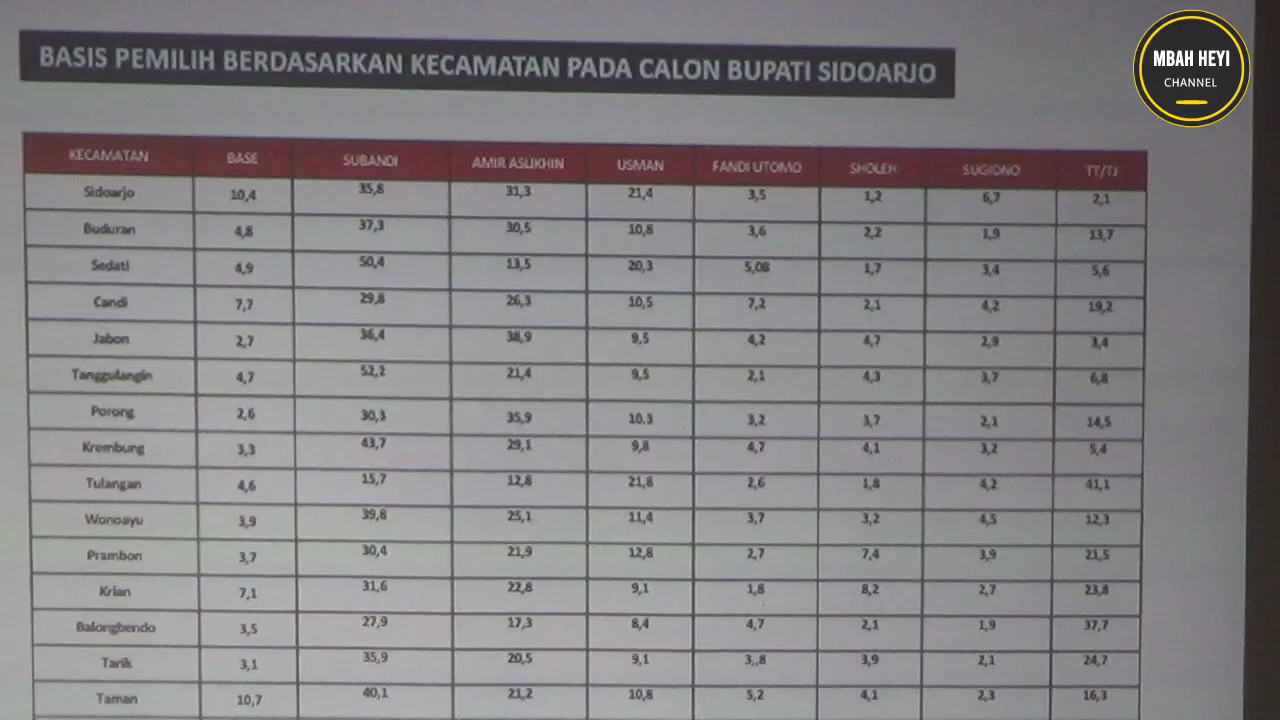 MBAH HEYI
CHANNEL
BASIS PEMILIH BERDASARKAN KECAMATAN PADA CALON BUPATI SIDOARJO
KECAMATAN BASE SUBANDI AMIR ASLIKHIN USMAN FANDI UTOMO SHOLEH SUGIONO TT/TJ
Sidoarjo 10,4 35,8 31,3 21,4 3,5 1,2 6,7 2,1
Buduran 4,8 37,3 30,5 10,8 3,6 2,2 1,9 13,7
Sedati 4,9 50,4 13,5 20,3 5,08 1,7 3,4 5,6
Candi 7,7 29,8 26,3 10,5 7,2 2,1 4,2 19,2
Jabon 2,7 36,4 38,9 9,5 4,2 4,7 2,9 3,4
Tanggulangin 4,7 52,2 21,4 9,5 2,1 4,3 3,7 6,8
Porong 2,6 30,3 35,9 10.3 3,2 3,7 2,1 14,5
Krembung 3,3 43,7 29,1 9,8 4,7 4,1 3,2 5,4
Tulangan 4,6 15,7 12,8 21,8 2,6 1,8 4,2 41,1
Wonoayu 3,9 39,8 25,1 11,4 3,7 3,2 4,5 12,3
Prambon 3,7 30,4 21,9 12,8 2,7 7,4 3,9 21,5
Krian 7,1 31,6 22,8 9,1 1,8 8,2 2,7 23,8
Balongbendo 3,5 27,9 17,3 8,4 4,7 2,1 1,9 37,7
Tarik 3,1 35,9 20,5 9,1 3,,8 3,9 2,1 24,7
Taman 10,7 40,1 21,2 10,8 5,2 4,1 2,3 16,3